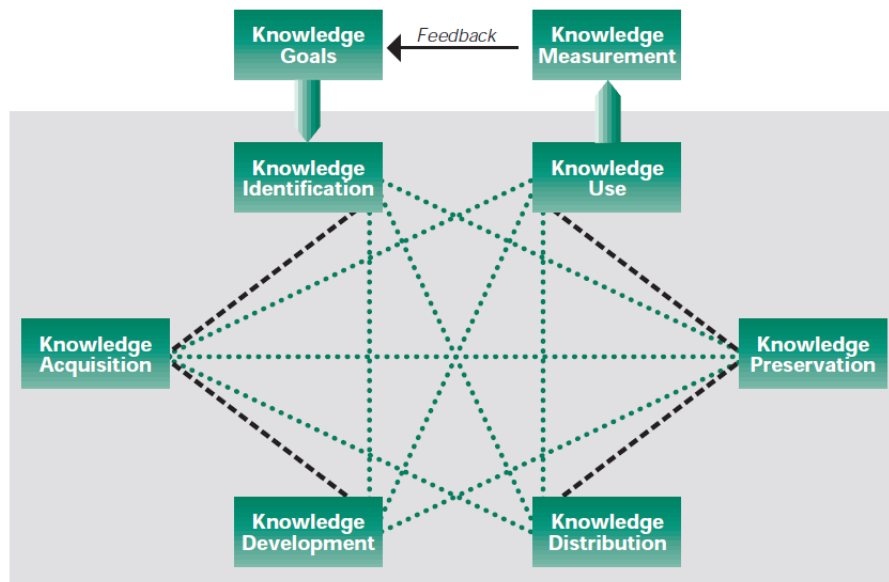 Knowledge
Goals
Feedback
Knowledge
Measurement
Knowledge
Identification
Knowledge
Use
Knowledge
Acquisition
Knowledge
Preservation
Knowledge
Development
Knowledge
Distribution